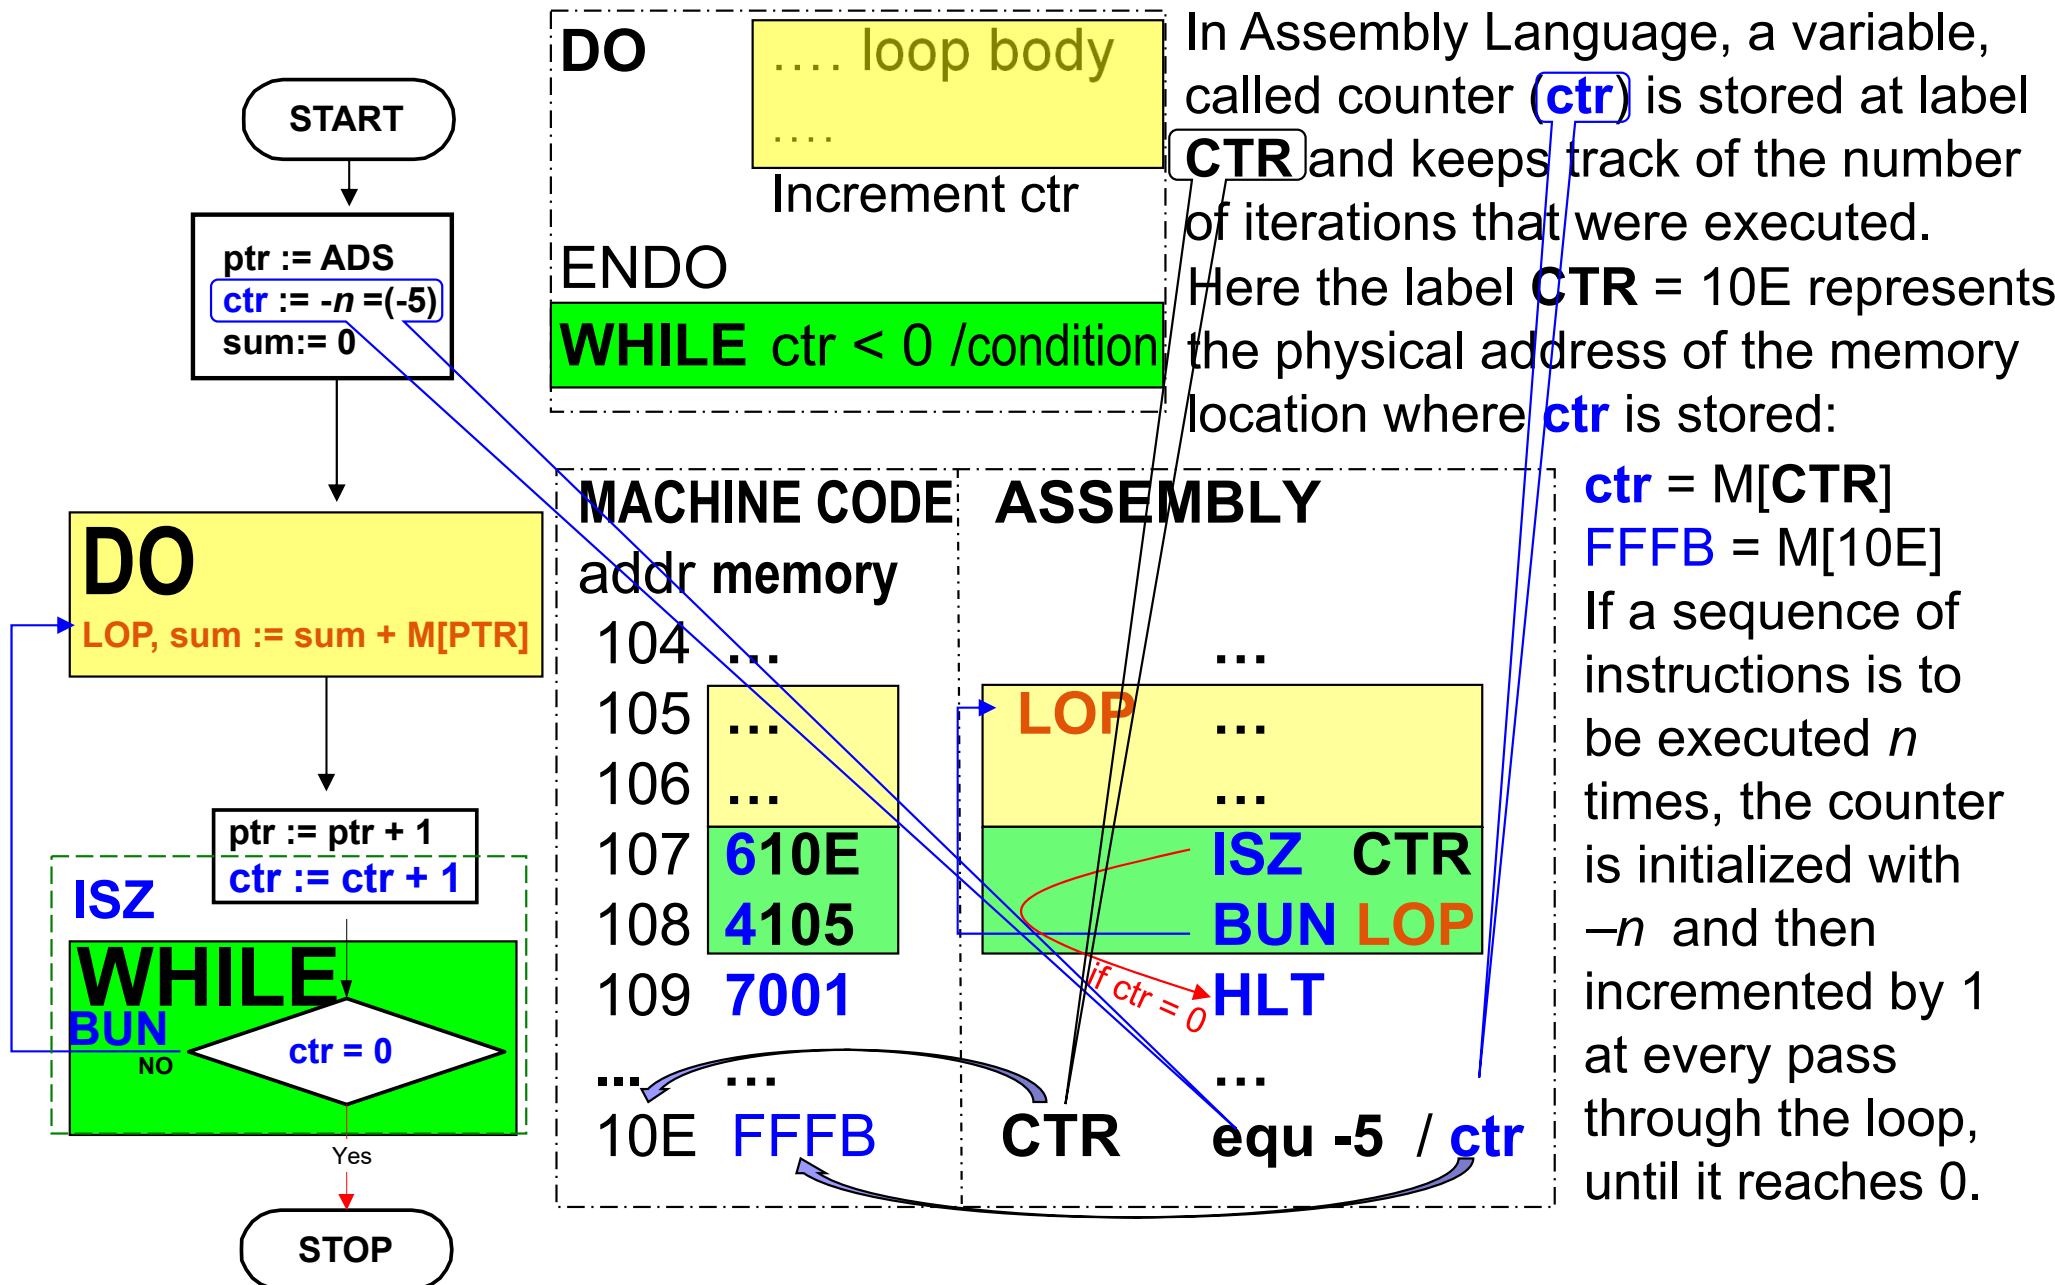 START
ptr := ADS
ctr := -n =(-5)
sum:= 0
DO
LOP, sum := sum + M[PTR]
ptr := ptr + 1
ctr := ctr + 1
ISZ
WHILE
BUN
NO
ctr = 0
Yes
STOP
DO .... loop body
....
Increment ctr
ENDO
WHILE ctr < 0 /condition
In Assembly Language, a variable,
called counter (ctr) is stored at label
CTR and keeps track of the number
of iterations that were executed.
Here the label CTR = 10E represents
the physical address of the memory
location where ctr is stored:
MACHINE CODE ASSEMBLY
addr memory
104 ... ...
105 ... LOP ...
106 ... ...
107 610E ISZ CTR
108 4105 BUN LOP
109 7001 HLT
if ctr = 0
... ... ...
10E FFFB CTR equ -5 / ctr
ctr = M[CTR]
FFFB = M[10E]
If a sequence of
instructions is to
be executed n
times, the counter
is initialized with
–n and then
incremented by 1
at every pass
through the loop,
until it reaches 0.